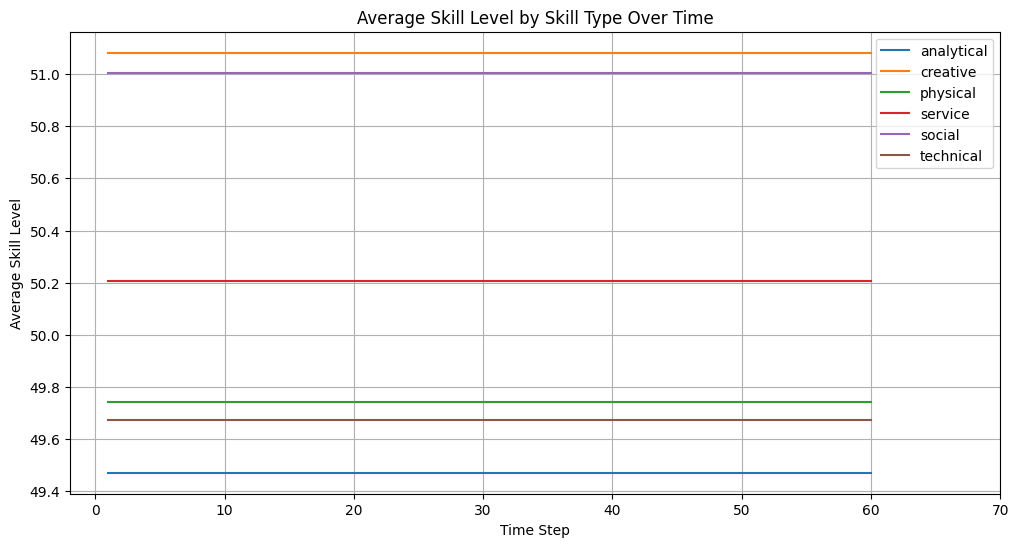 Average Skill Level by Skill Type Over Time
Average Skill Level
51.0
50.8
50.6
50.4
50.2
50.0
49.8
49.6
49.4
analytical
creative
physical
service
social
technical
0 10 20 30 40 50 60 70
Time Step